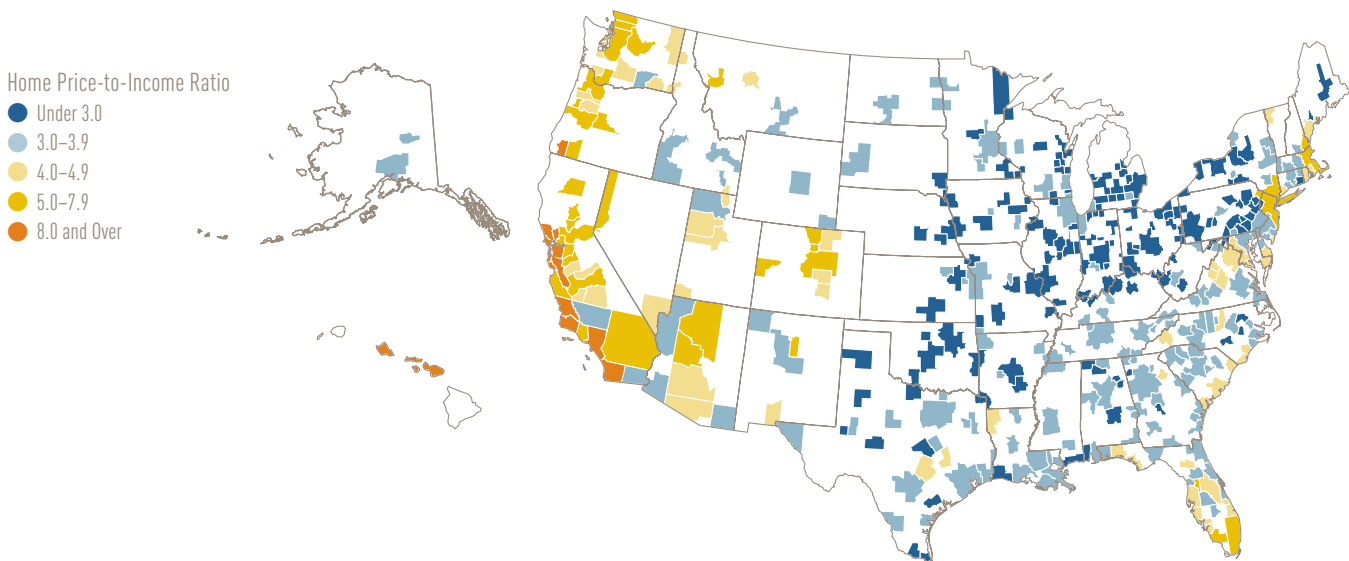 Home Price-to-Income Ratio
Under 3.0
3.0–3.9
4.0–4.9
5.0–7.9
8.0 and Over